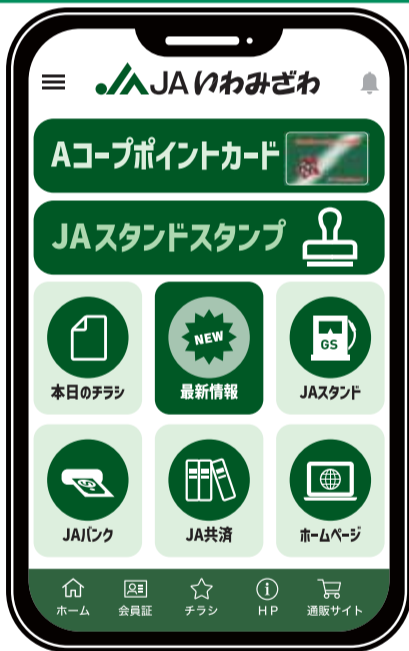 JAいわみざわ
Aコープポイントカード
JAスタンドスタンプ
NEW
GS
本日のチラシ
最新情報
JAスタンド
JAバンク
JA共済
ホームページ
ホーム
会員証
チラシ
HP
通販サイト